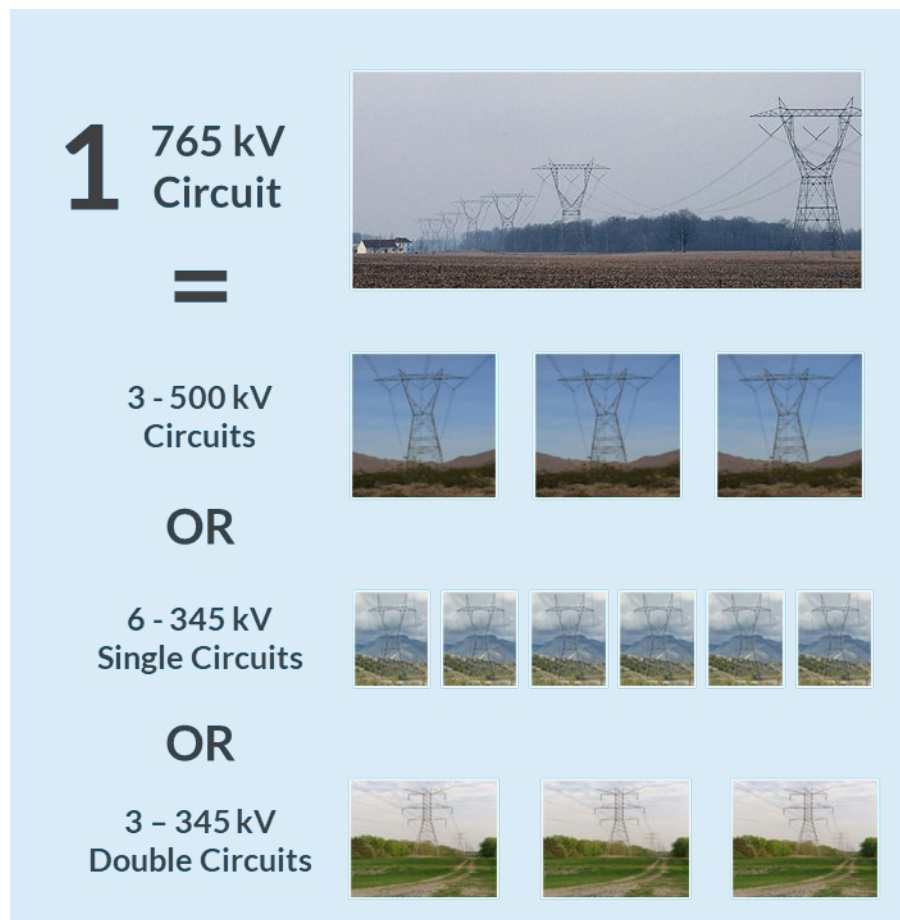 1 765 kV
Circuit
=
3 - 500 kV
Circuits
OR
6 - 345 kV
Single Circuits
OR
3 – 345 kV
Double Circuits